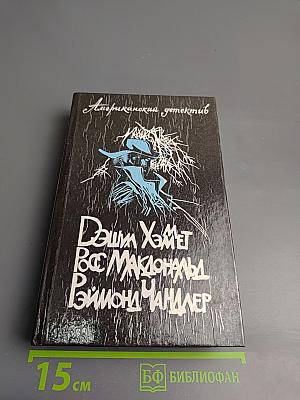 Американский детектив
Дэшил Хэммет
Росс Макдональд
Рэймонд Чандлер
15 см
БФ БИБЛИОФАН